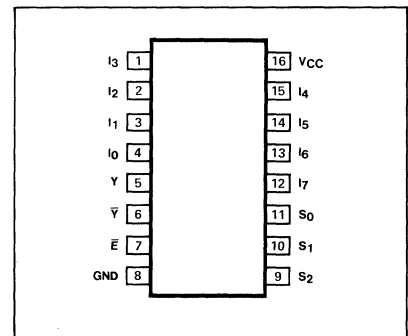 I3 1 16 VCC
I2 2 15 I4
I1 3 14 I5
I0 4 13 I6
Y 5 12 I7
Y̅ 6 11 S0
E̅ 7 10 S1
GND 8 9 S2